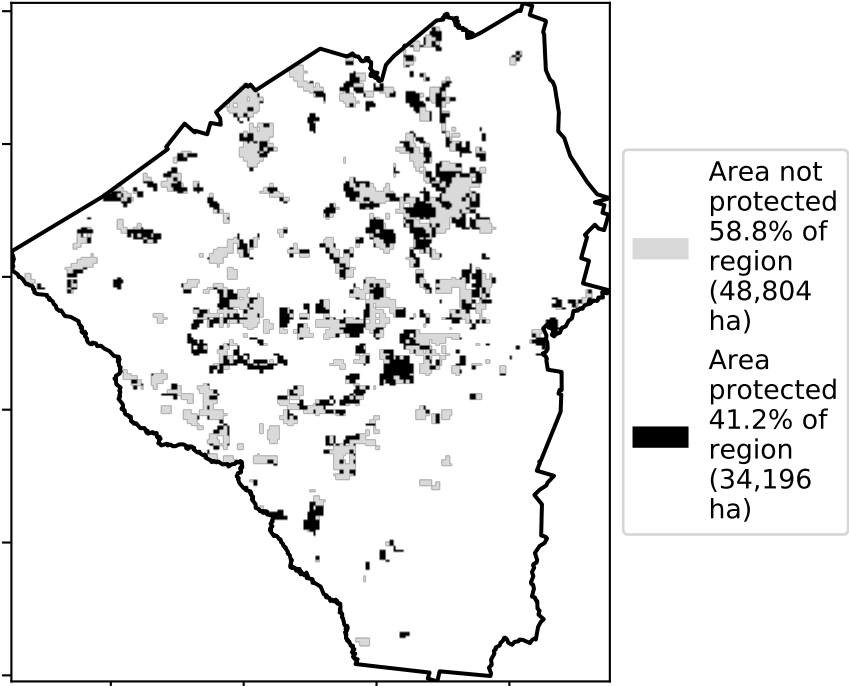 Area not
protected
58.8% of
region
(48,804
ha)
Area
protected
41.2% of
region
(34,196
ha)